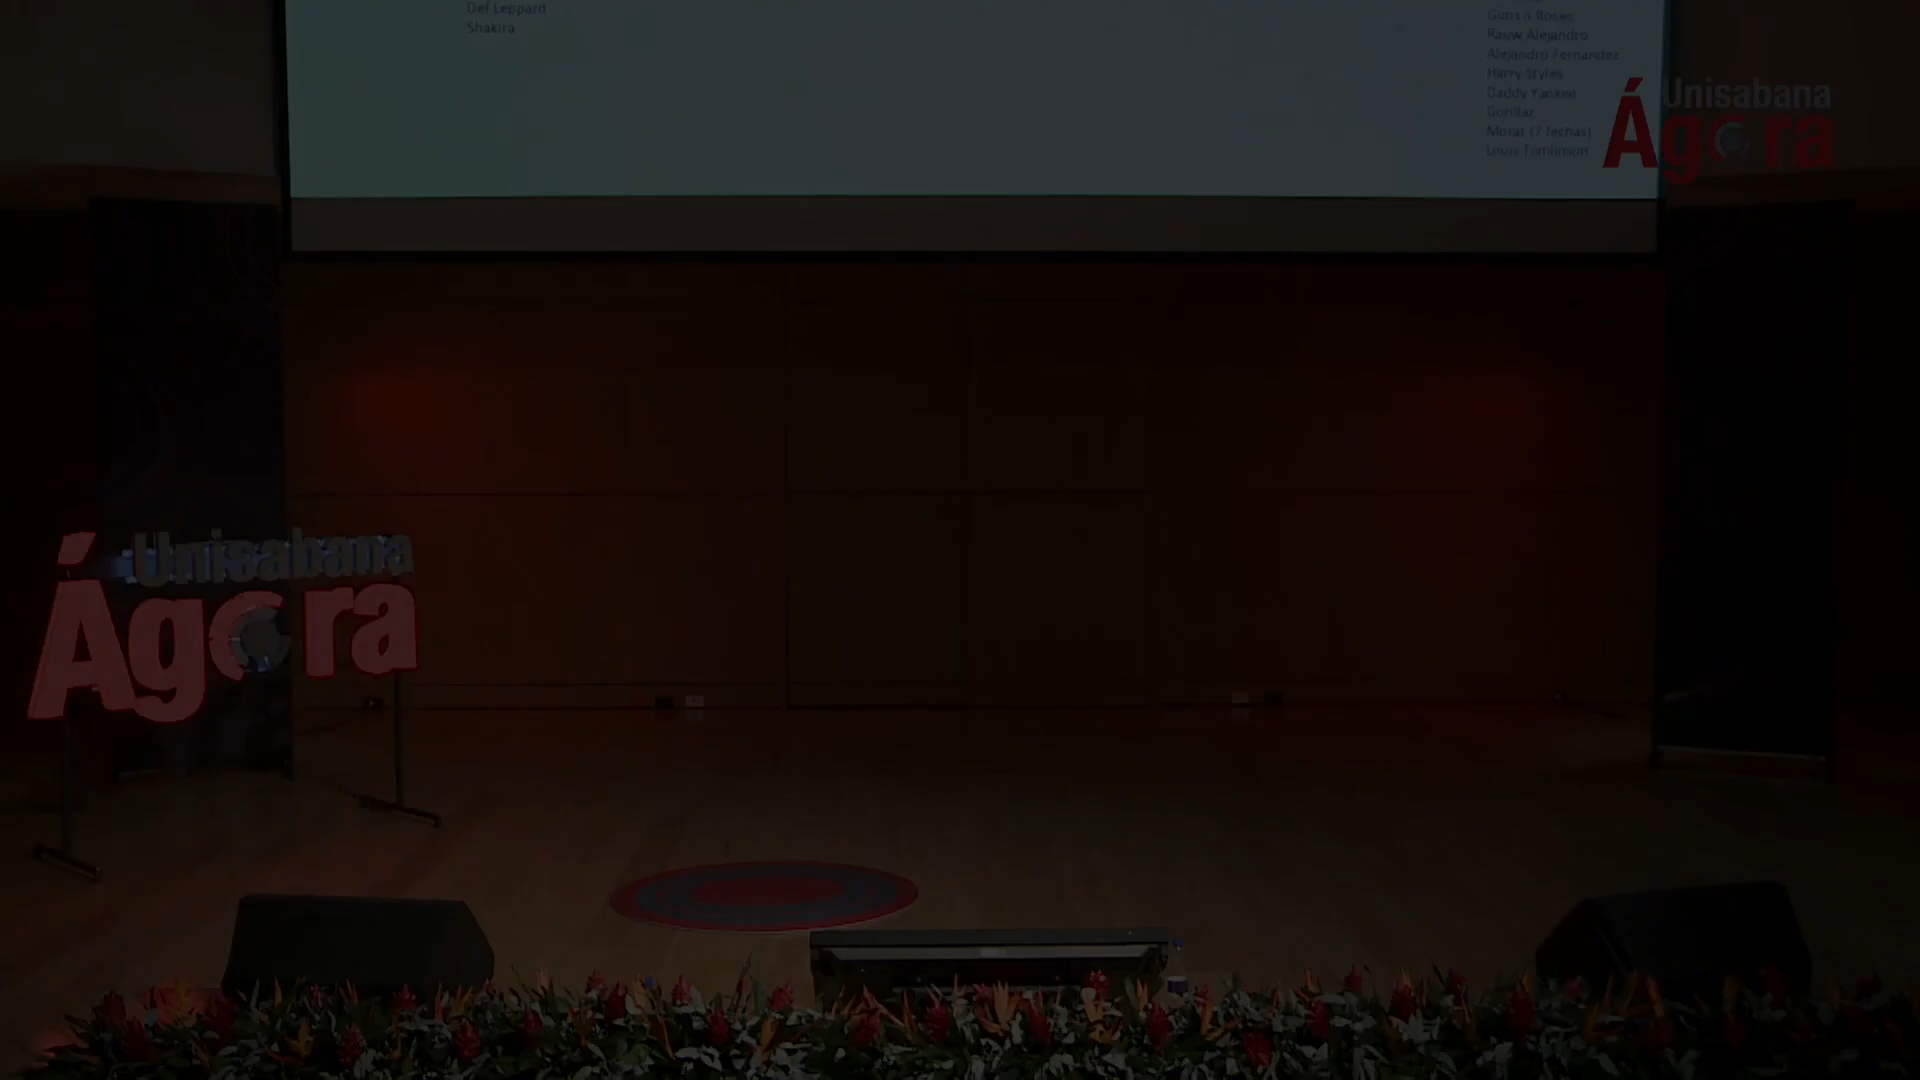 Def Leppard
Shakira
Guns n Roses
Rauw Alejandro
Alejandro Fernandez
Harry Styles
Daddy Yankee
Gorillaz
Morat (7 fechas)
Louis Tomlinson
Unisabana
Ágora
Unisabana
Ágora